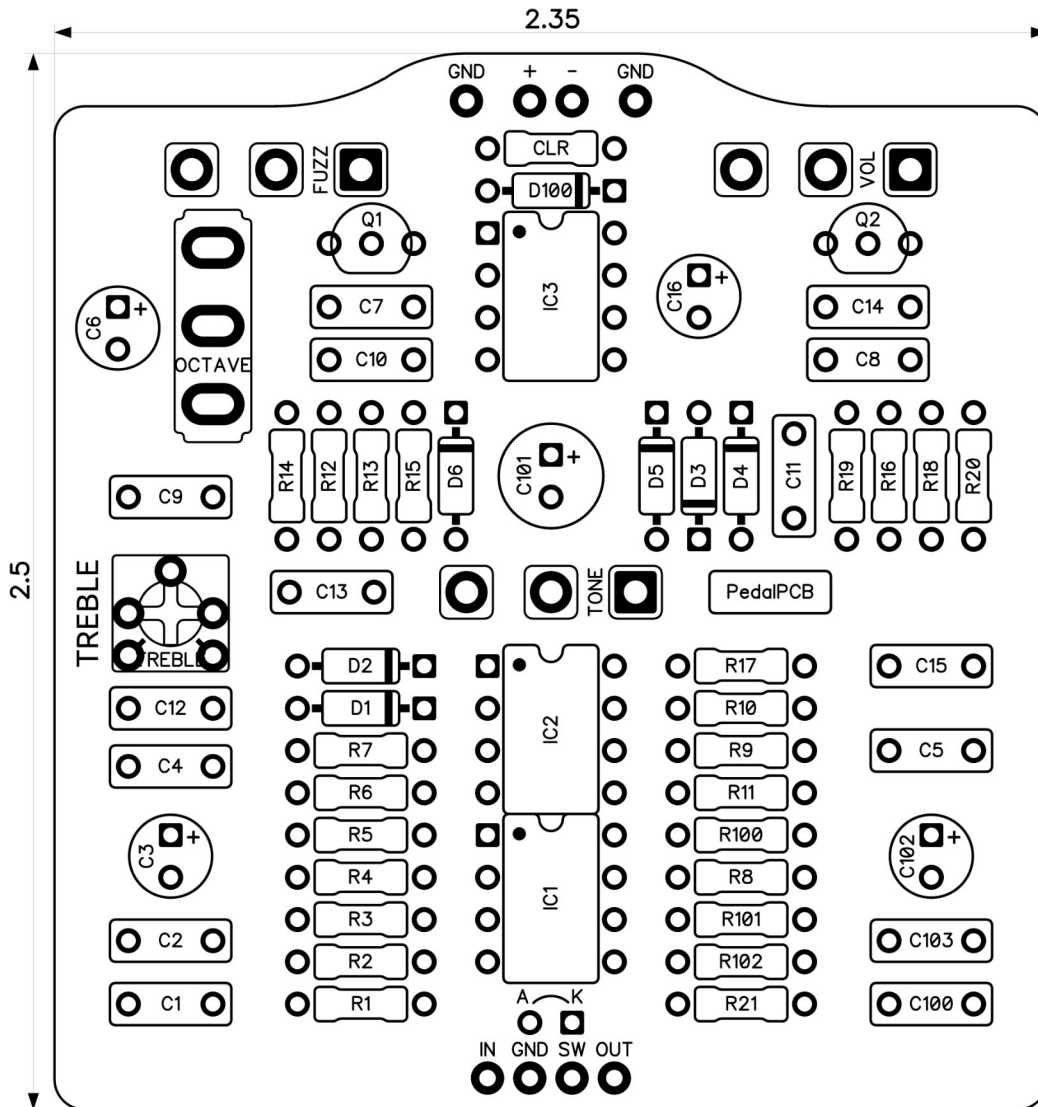 2.35
2.5
GND + - GND
CLR
FUZZ
VOL
D100
Q1
Q2
+
C6
IC3
C16
+
C7
C14
OCTAVE
C10
C8
R14
R12
R13
R15
D6
C101
+
D5
D3
D4
C11
R19
R16
R18
R20
C9
TREBLE
TREBLE
C13
TONE
PedalPCB
D2
R17
C15
C12
D1
IC2
R10
C4
R7
R9
C5
R6
R11
C3
+
R5
R100
C102
+
R4
IC1
R8
C2
R3
R101
C103
R2
R102
C1
R1
A K
R21
C100
IN GND SW OUT